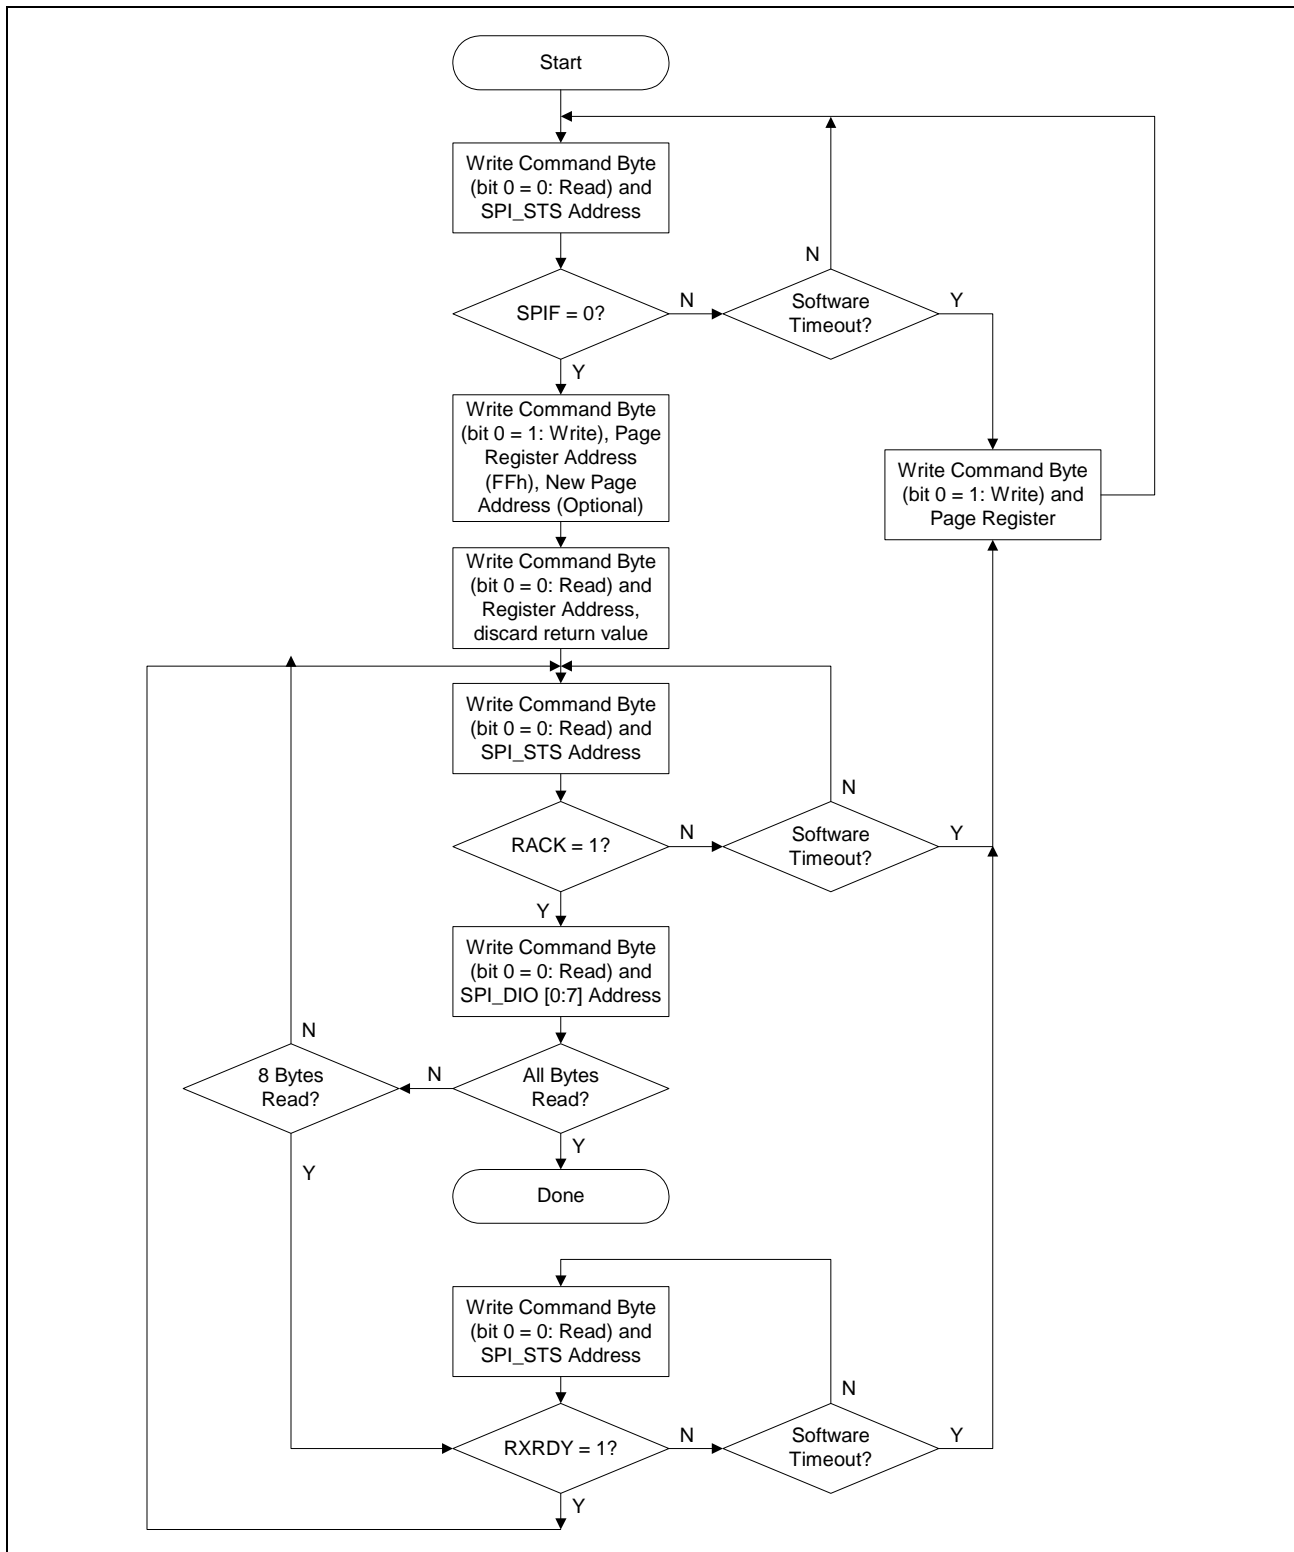 Start
Write Command Byte
(bit 0 = 0: Read) and
SPI_STS Address
N
SPIF = 0?
N
Software
Timeout?
Y
Y
Write Command Byte
(bit 0 = 1: Write), Page
Register Address
(FFh), New Page
Address (Optional)
Write Command Byte
(bit 0 = 1: Write) and
Page Register
Write Command Byte
(bit 0 = 0: Read) and
Register Address,
discard return value
Write Command Byte
(bit 0 = 0: Read) and
SPI_STS Address
N
RACK = 1?
N
Software
Timeout?
Y
Y
Write Command Byte
(bit 0 = 0: Read) and
SPI_DIO [0:7] Address
N
8 Bytes
Read?
N
All Bytes
Read?
Y
Y
Done
Write Command Byte
(bit 0 = 0: Read) and
SPI_STS Address
N
RXRDY = 1?
N
Software
Timeout?
Y
Y